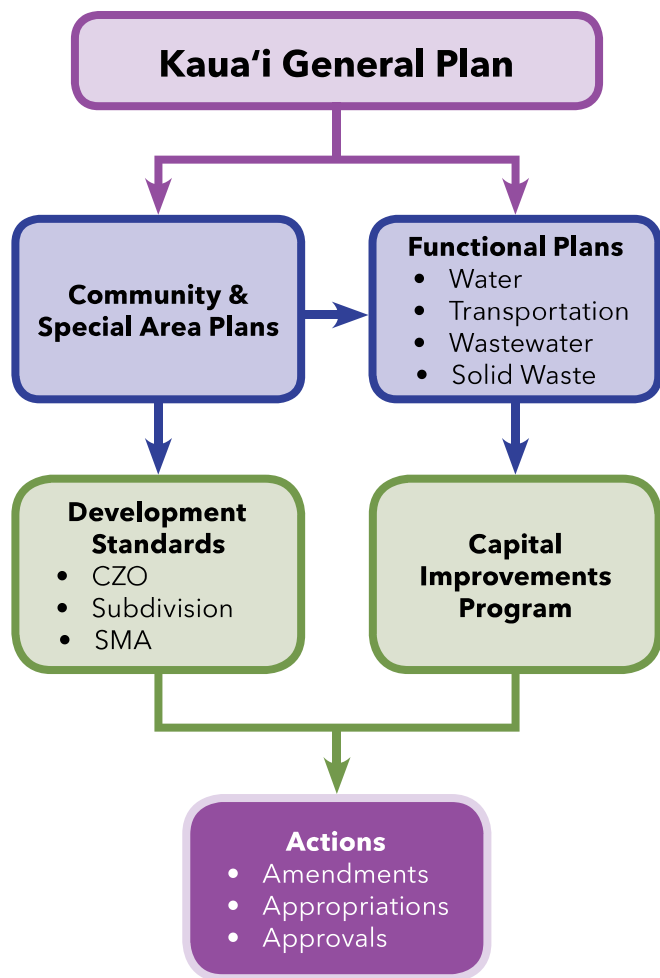 Kauaʻi General Plan
Community &
Special Area Plans
Functional Plans
• Water
• Transportation
• Wastewater
• Solid Waste
Development
Standards
• CZO
• Subdivision
• SMA
Capital
Improvements
Program
Actions
• Amendments
• Appropriations
• Approvals